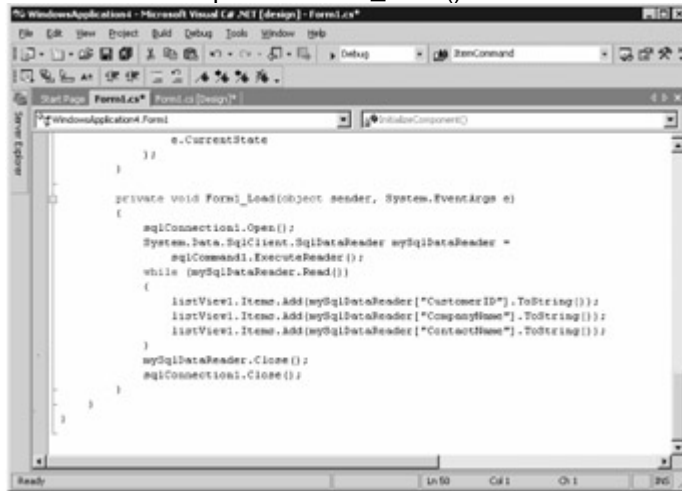 WindowsApplication4 - Microsoft Visual C# .NET [design] - Form1.cs*
File Edit View Project Build Debug Tools Window Help
Debug ItemCommand
Start Page Form1.cs* Form1.cs [Design]*
Server Explorer
WindowsApplication4.Form1 InitializeComponent()
e.CurrentState
);
}
private void Form1_Load(object sender, System.EventArgs e)
{
sqlConnection1.Open();
System.Data.SqlClient.SqlDataReader mySqlDataReader =
sqlCommand1.ExecuteReader();
while (mySqlDataReader.Read())
{
listView1.Items.Add(mySqlDataReader["CustomerID"].ToString());
listView1.Items.Add(mySqlDataReader["CompanyName"].ToString());
listView1.Items.Add(mySqlDataReader["ContactName"].ToString());
}
mySqlDataReader.Close();
sqlConnection1.Close();
}
}
}
Ready Ln 50 Col 1 Ch 1 INS